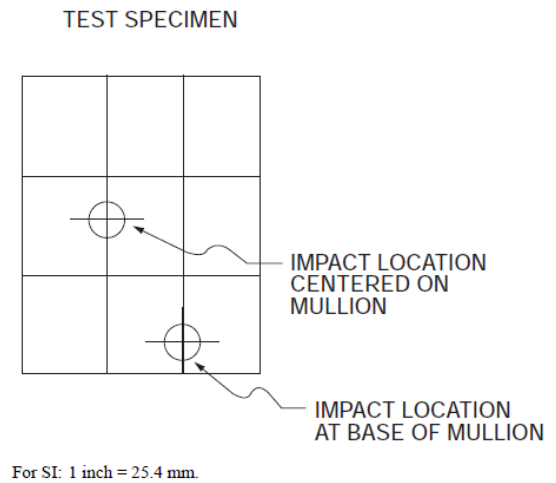 TEST SPECIMEN
IMPACT LOCATION
CENTERED ON
MULLION
IMPACT LOCATION
AT BASE OF MULLION
For SI: 1 inch = 25.4 mm.